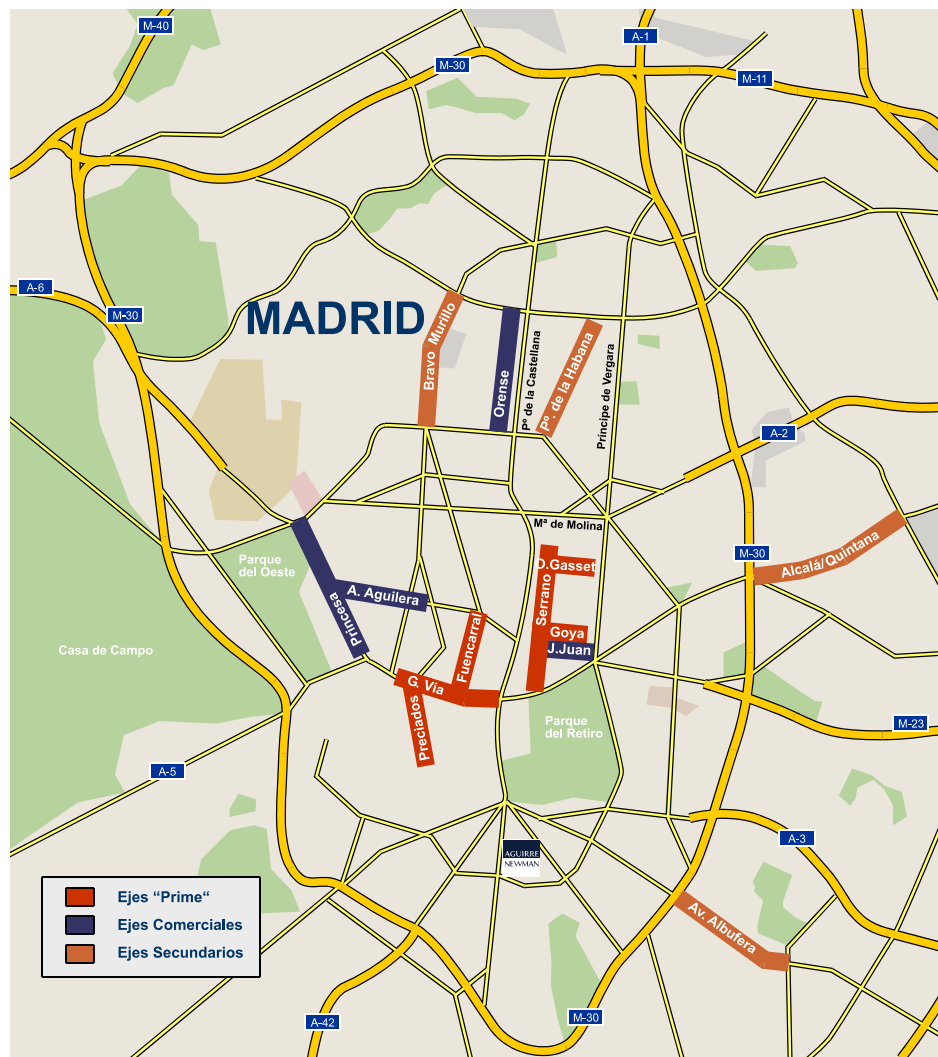 M-40
A-1
M-30
M-11
A-6
M-30
MADRID
Bravo Murillo
Orense
Pº de la Castellana
Pº. de la Habana
Príncipe de Vergara
A-2
Mª de Molina
M-30
Alcalá/Quintana
Parque
del Oeste
O.Gasset
A. Aguilera
Princesa
Serrano
Fuencarral
Goya
J.Juan
Casa de Campo
G. Vía
Preciados
Parque
del Retiro
M-23
A-5
A-3
AGUIRRE
NEWMAN
Ejes “Prime“
Ejes Comerciales
Ejes Secundarios
Av. Albufera
A-42
M-30